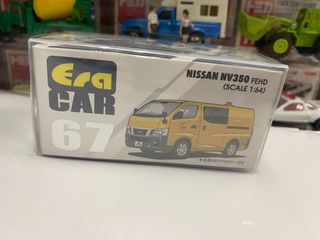 Era
CAR
67
NISSAN NV350 FEHD
(SCALE 1:64)